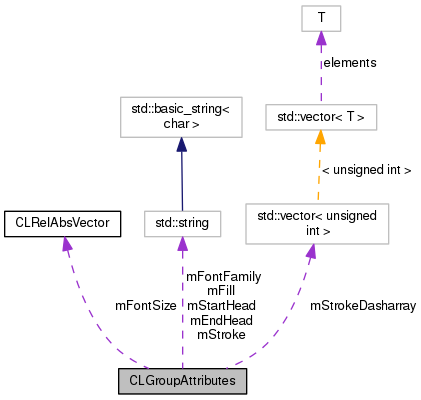 T
elements
std::basic_string<
char >
std::vector< T >
< unsigned int >
CLRelAbsVector
std::string
std::vector< unsigned
int >
mFontSize
mFontFamily
mFill
mStartHead
mEndHead
mStroke
mStrokeDasharray
CLGroupAttributes